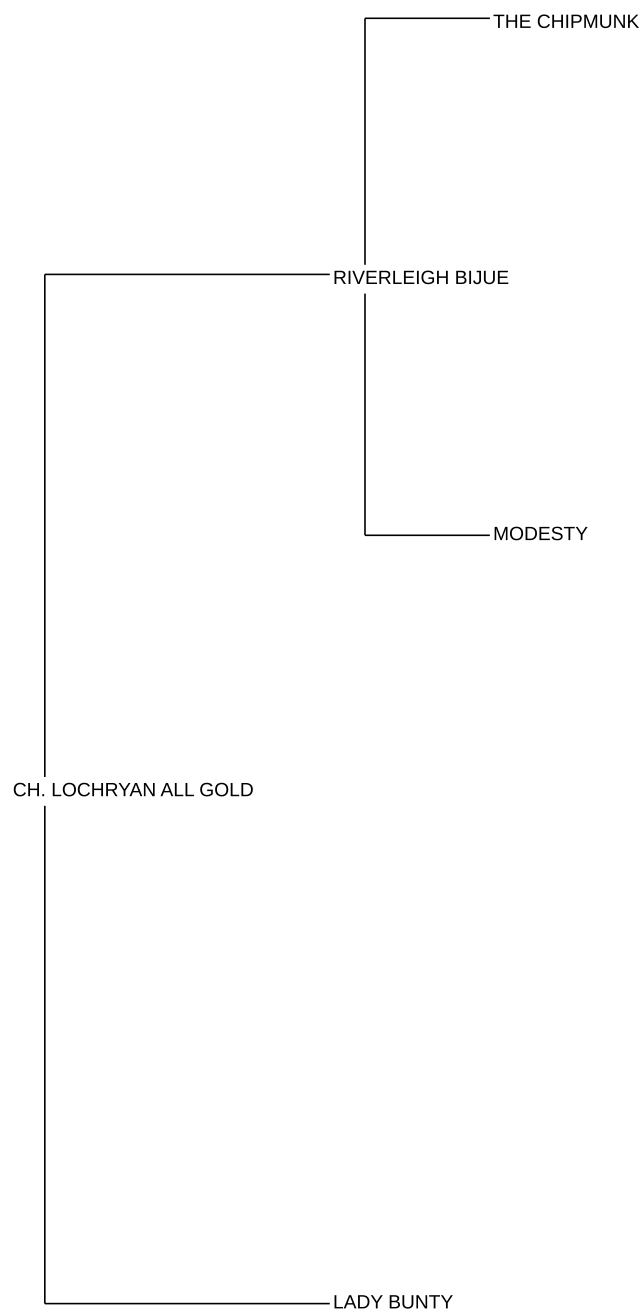 THE CHIPMUNK
RIVERLEIGH BIJUE
MODESTY
CH. LOCHRYAN ALL GOLD
LADY BUNTY